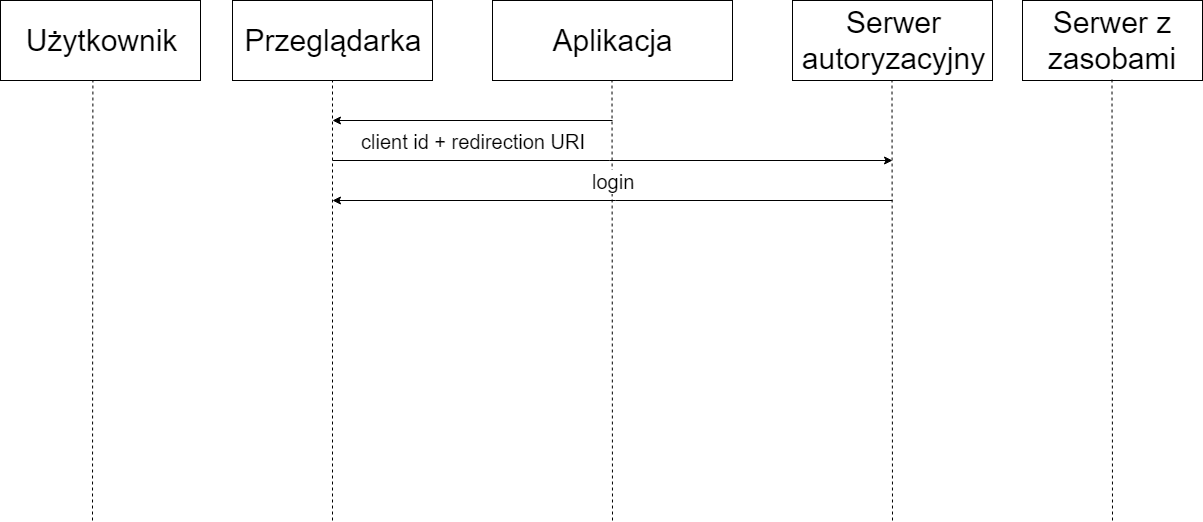 Użytkownik
Przeglądarka
Aplikacja
Serwer
autoryzacyjny
Serwer z
zasobami
client id + redirection URI
login